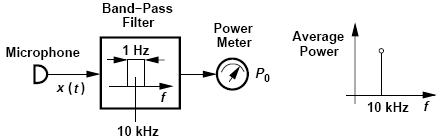 Band–Pass
Filter
Power
Meter
Microphone
1 Hz
x (t)
f
P0
10 kHz
Average
Power
10 kHz
f